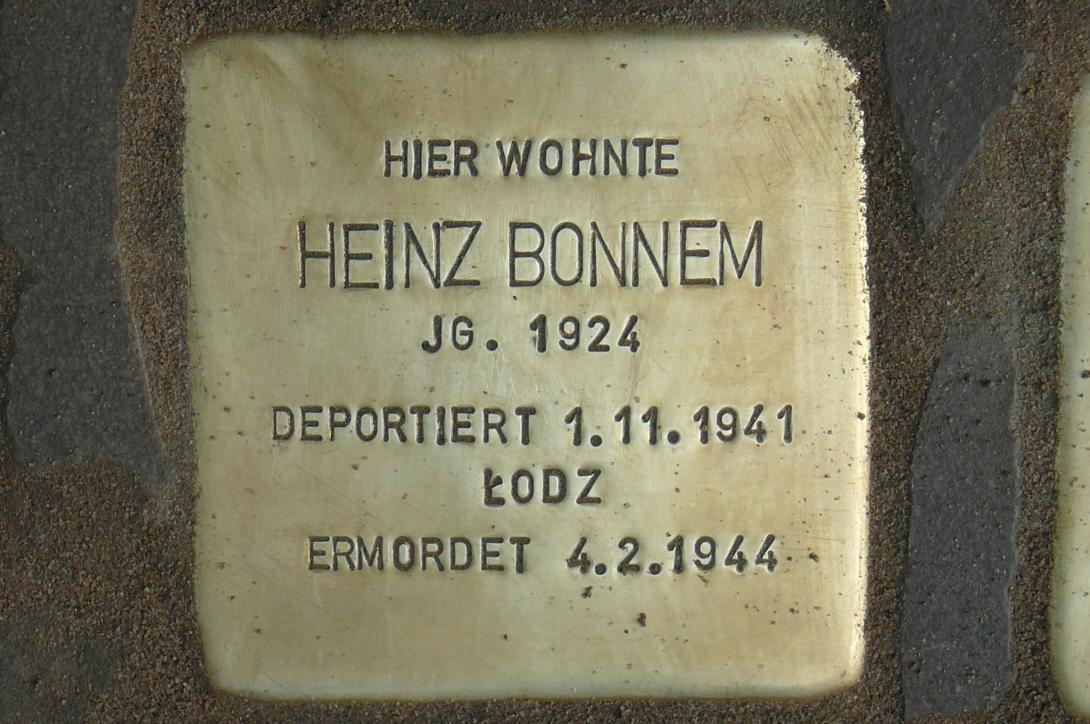 HIER WOHNTE
HEINZ BONNEM
JG. 1924
DEPORTIERT 1.11.1941
ŁODZ
ERMORDET 4.2.1944